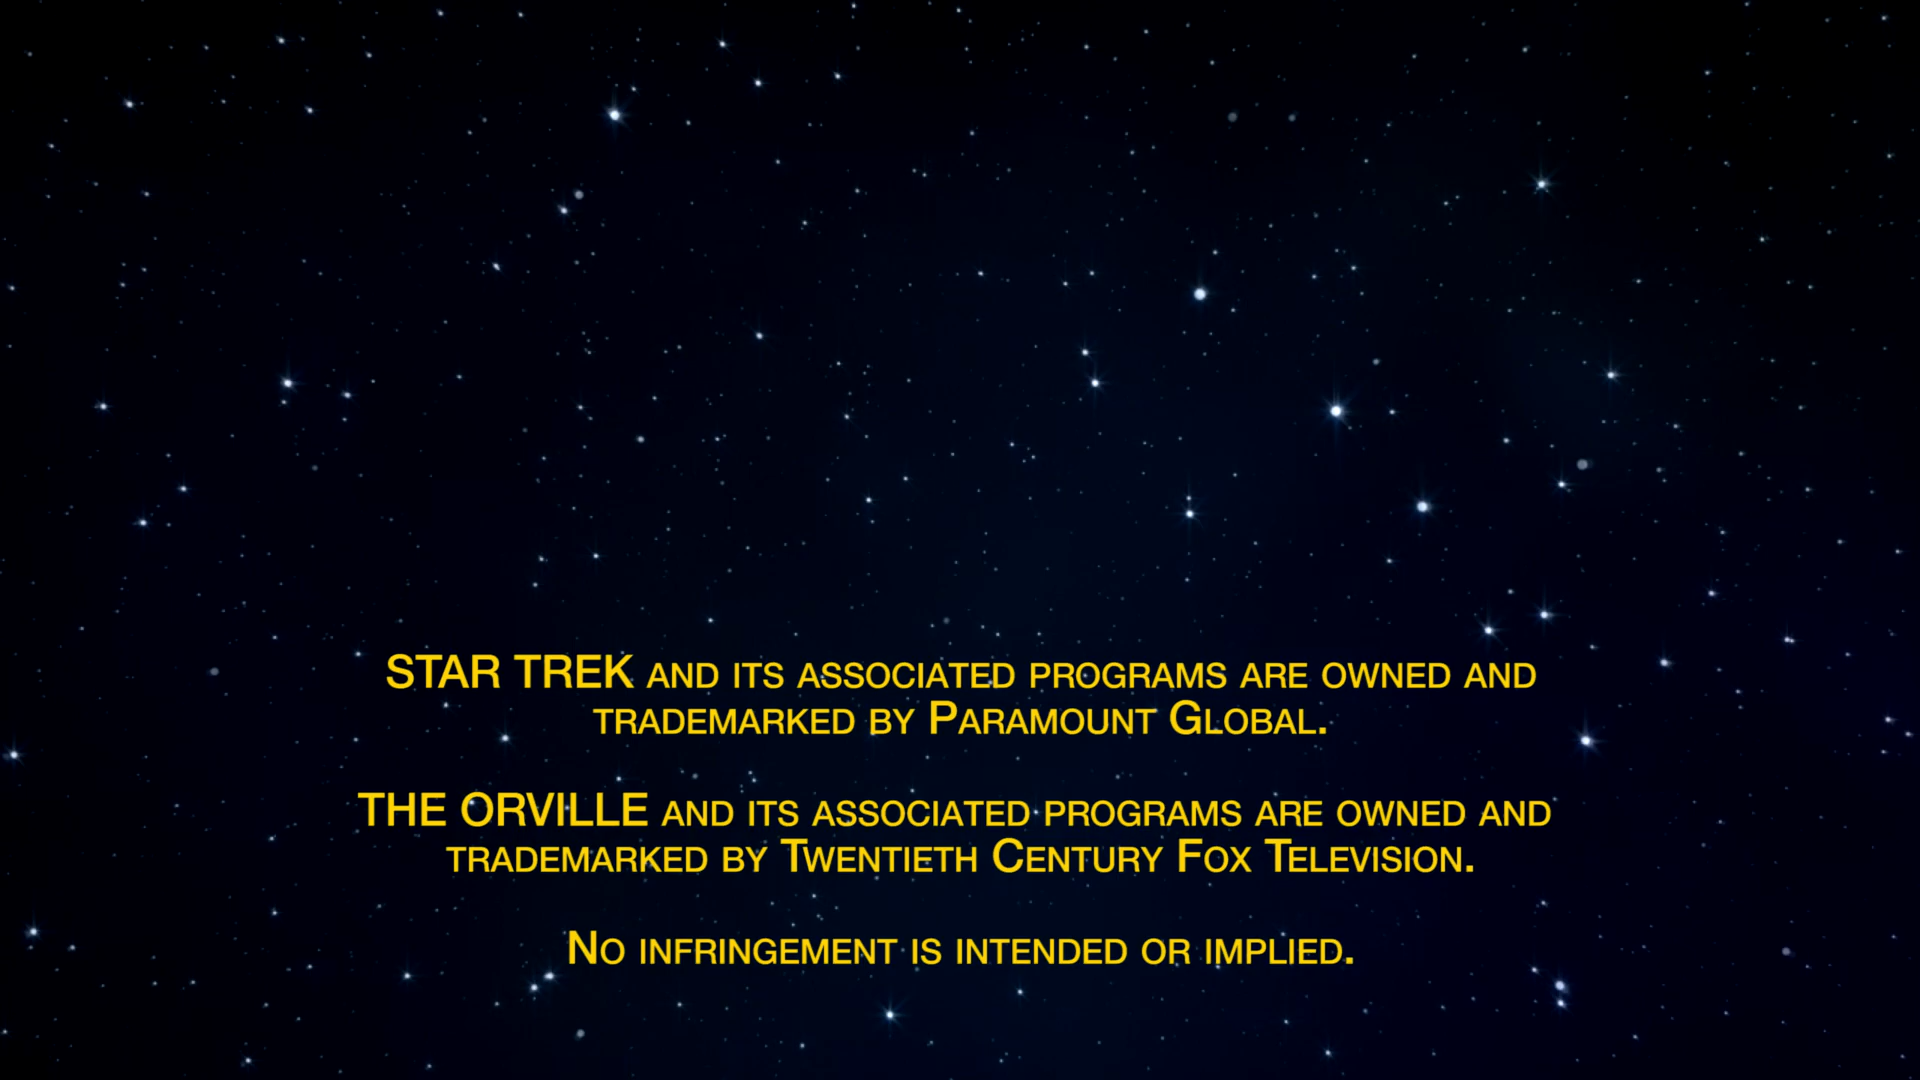 STAR TREK AND ITS ASSOCIATED PROGRAMS ARE OWNED AND
TRADEMARKED BY PARAMOUNT GLOBAL.
THE ORVILLE AND ITS ASSOCIATED PROGRAMS ARE OWNED AND
TRADEMARKED BY TWENTIETH CENTURY FOX TELEVISION.
NO INFRINGEMENT IS INTENDED OR IMPLIED.